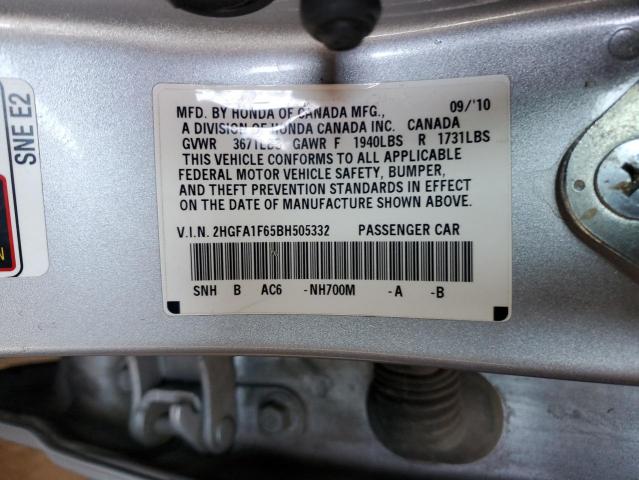 SNE E2
MFD. BY HONDA OF CANADA MFG., 09/'10
A DIVISION OF HONDA CANADA INC. CANADA
GVWR 3671LBS GAWR F 1940LBS R 1731LBS
THIS VEHICLE CONFORMS TO ALL APPLICABLE
FEDERAL MOTOR VEHICLE SAFETY, BUMPER,
AND THEFT PREVENTION STANDARDS IN EFFECT
ON THE DATE OF MANUFACTURE SHOWN ABOVE.
V.I.N. 2HGFA1F65BH505332 PASSENGER CAR
SNH B AC6 -NH700M -A -B